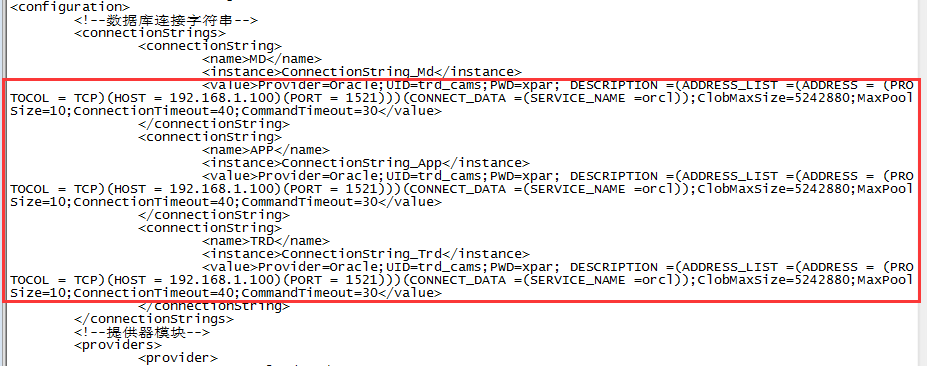 <configuration>
<!--数据库连接字符串-->
<connectionStrings>
<connectionString>
<name>MD</name>
<instance>ConnectionString_Md</instance>
<value>Provider=Oracle;UID=trd_cams;PWD=xpar; DESCRIPTION =(ADDRESS_LIST =(ADDRESS = (PRO
TOCOL = TCP)(HOST = 192.168.1.100)(PORT = 1521)))(CONNECT_DATA =(SERVICE_NAME =orcl));ClobMaxSize=5242880;MaxPool
Size=10;ConnectionTimeout=40;CommandTimeout=30</value>
</connectionString>
<connectionString>
<name>APP</name>
<instance>ConnectionString_App</instance>
<value>Provider=Oracle;UID=trd_cams;PWD=xpar; DESCRIPTION =(ADDRESS_LIST =(ADDRESS = (PRO
TOCOL = TCP)(HOST = 192.168.1.100)(PORT = 1521)))(CONNECT_DATA =(SERVICE_NAME =orcl));ClobMaxSize=5242880;MaxPool
Size=10;ConnectionTimeout=40;CommandTimeout=30</value>
</connectionString>
<connectionString>
<name>TRD</name>
<instance>ConnectionString_Trd</instance>
<value>Provider=Oracle;UID=trd_cams;PWD=xpar; DESCRIPTION =(ADDRESS_LIST =(ADDRESS = (PRO
TOCOL = TCP)(HOST = 192.168.1.100)(PORT = 1521)))(CONNECT_DATA =(SERVICE_NAME =orcl));ClobMaxSize=5242880;MaxPool
Size=10;ConnectionTimeout=40;CommandTimeout=30</value>
</connectionString>
</connectionStrings>
<!--提供器模块-->
<providers>
<provider>